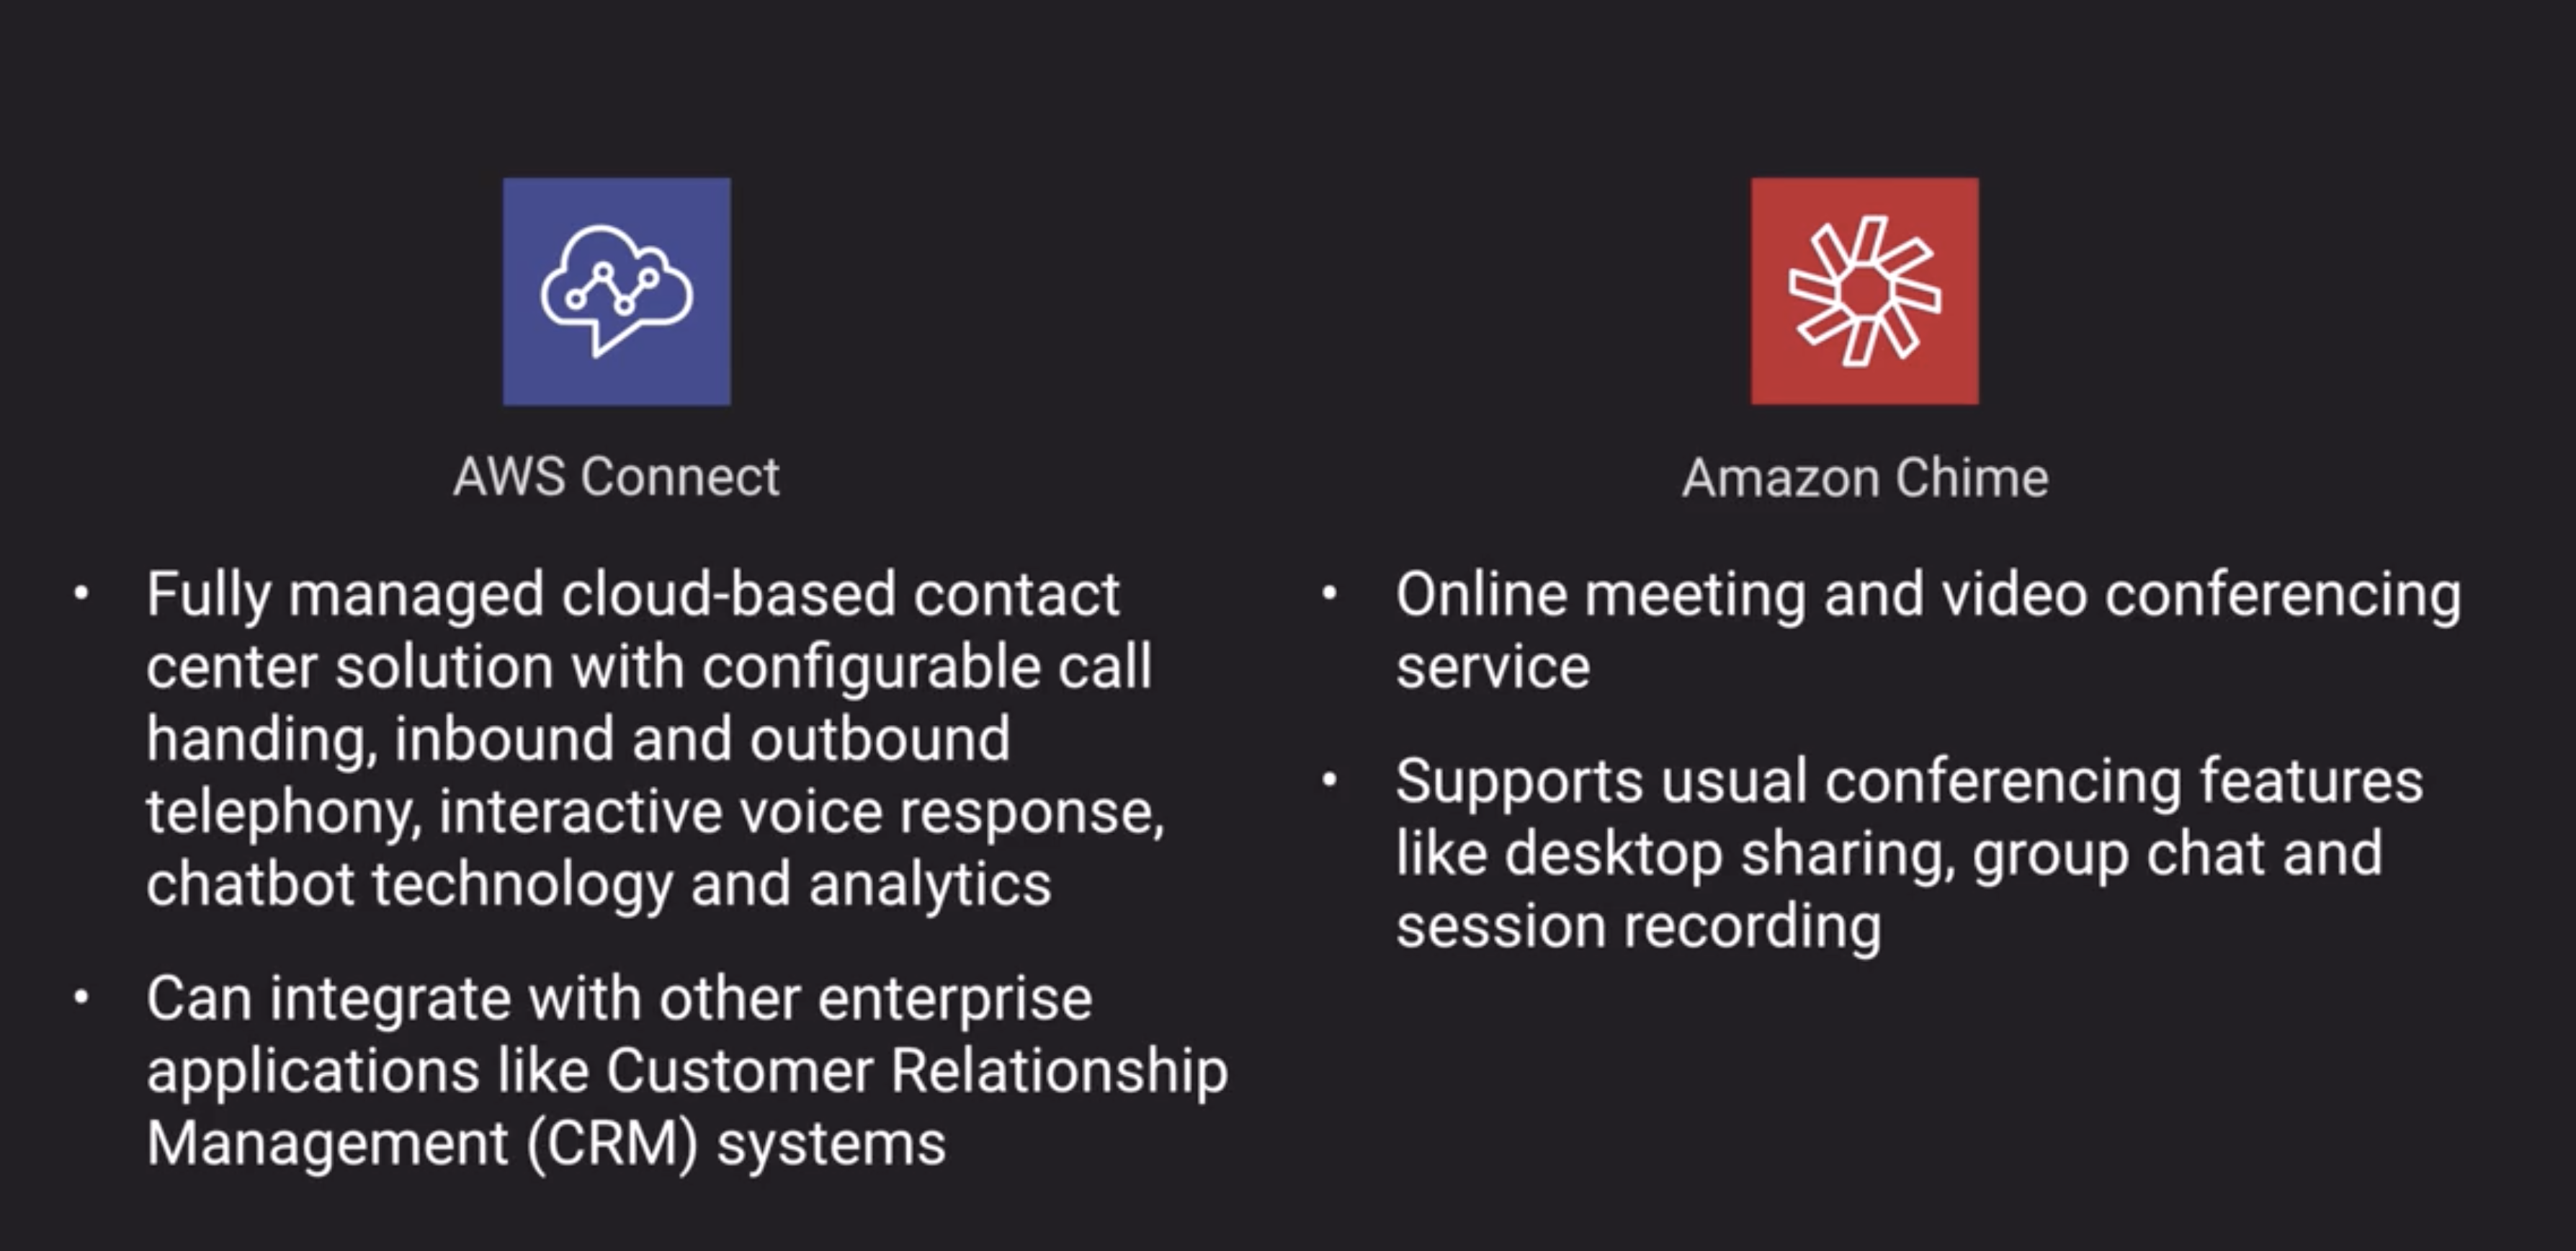 AWS Connect
• Fully managed cloud-based contact
center solution with configurable call
handing, inbound and outbound
telephony, interactive voice response,
chatbot technology and analytics
• Can integrate with other enterprise
applications like Customer Relationship
Management (CRM) systems
Amazon Chime
• Online meeting and video conferencing
service
• Supports usual conferencing features
like desktop sharing, group chat and
session recording